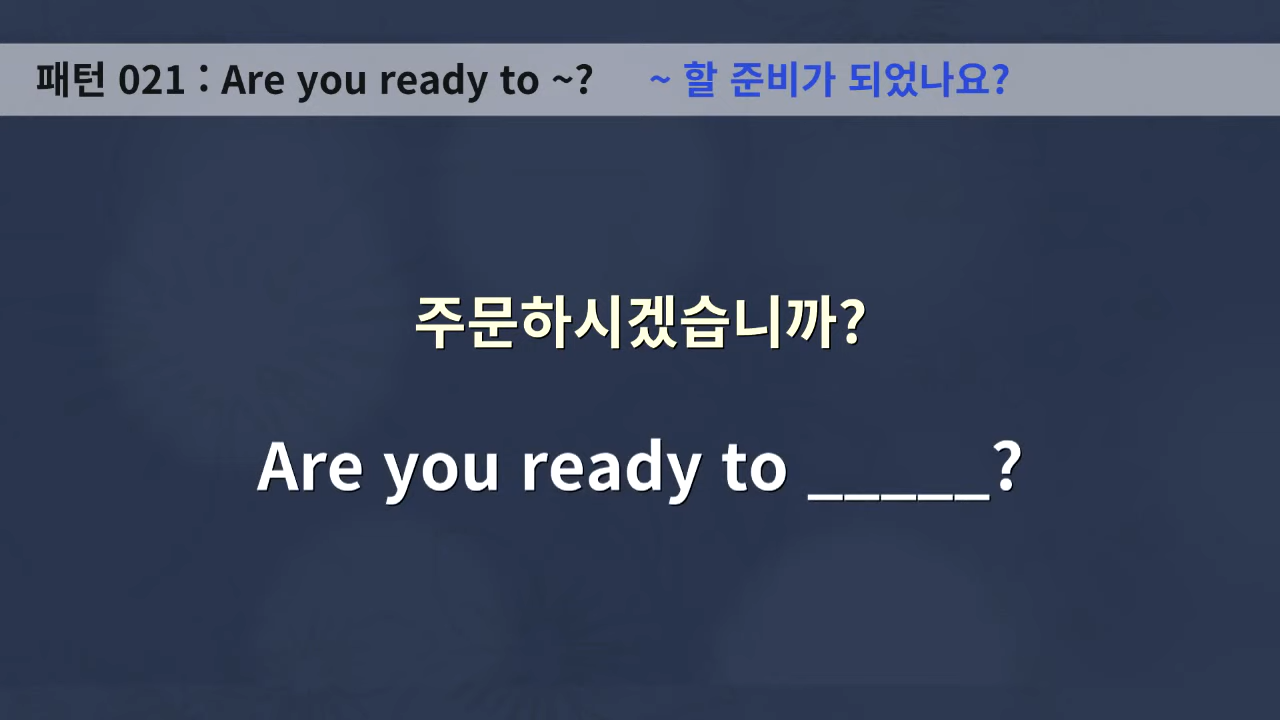 패턴 021 : Are you ready to ~? ~ 할 준비가 되었나요?
주문하시겠습니까?
Are you ready to _____?